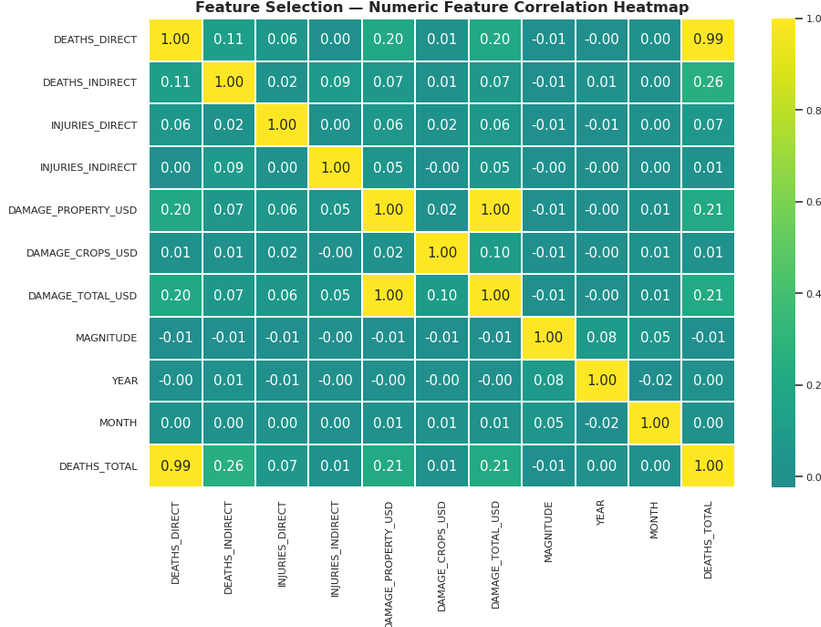 Feature Selection — Numeric Feature Correlation Heatmap
DEATHS_DIRECT 1.00 0.11 0.06 0.00 0.20 0.01 0.20 -0.01 -0.00 0.00 0.99
DEATHS_INDIRECT 0.11 1.00 0.02 0.09 0.07 0.01 0.07 -0.01 0.01 0.00 0.26
INJURIES_DIRECT 0.06 0.02 1.00 0.00 0.06 0.02 0.06 -0.01 -0.01 0.00 0.07
INJURIES_INDIRECT 0.00 0.09 0.00 1.00 0.05 -0.00 0.05 -0.00 -0.00 0.00 0.01
DAMAGE_PROPERTY_USD 0.20 0.07 0.06 0.05 1.00 0.02 1.00 -0.01 -0.00 0.01 0.21
DAMAGE_CROPS_USD 0.01 0.01 0.02 -0.00 0.02 1.00 0.10 -0.01 -0.00 0.01 0.01
DAMAGE_TOTAL_USD 0.20 0.07 0.06 0.05 1.00 0.10 1.00 -0.01 -0.00 0.01 0.21
MAGNITUDE -0.01 -0.01 -0.01 -0.00 -0.01 -0.01 -0.01 1.00 0.08 0.05 -0.01
YEAR -0.00 0.01 -0.01 -0.00 -0.00 -0.00 -0.00 0.08 1.00 -0.02 0.00
MONTH 0.00 0.00 0.00 0.00 0.01 0.01 0.01 0.05 -0.02 1.00 0.00
DEATHS_TOTAL 0.99 0.26 0.07 0.01 0.21 0.01 0.21 -0.01 0.00 0.00 1.00
DEATHS_DIRECT
DEATHS_INDIRECT
INJURIES_DIRECT
INJURIES_INDIRECT
DAMAGE_PROPERTY_USD
DAMAGE_CROPS_USD
DAMAGE_TOTAL_USD
MAGNITUDE
YEAR
MONTH
DEATHS_TOTAL
1.0
0.8
0.6
0.4
0.2
0.0